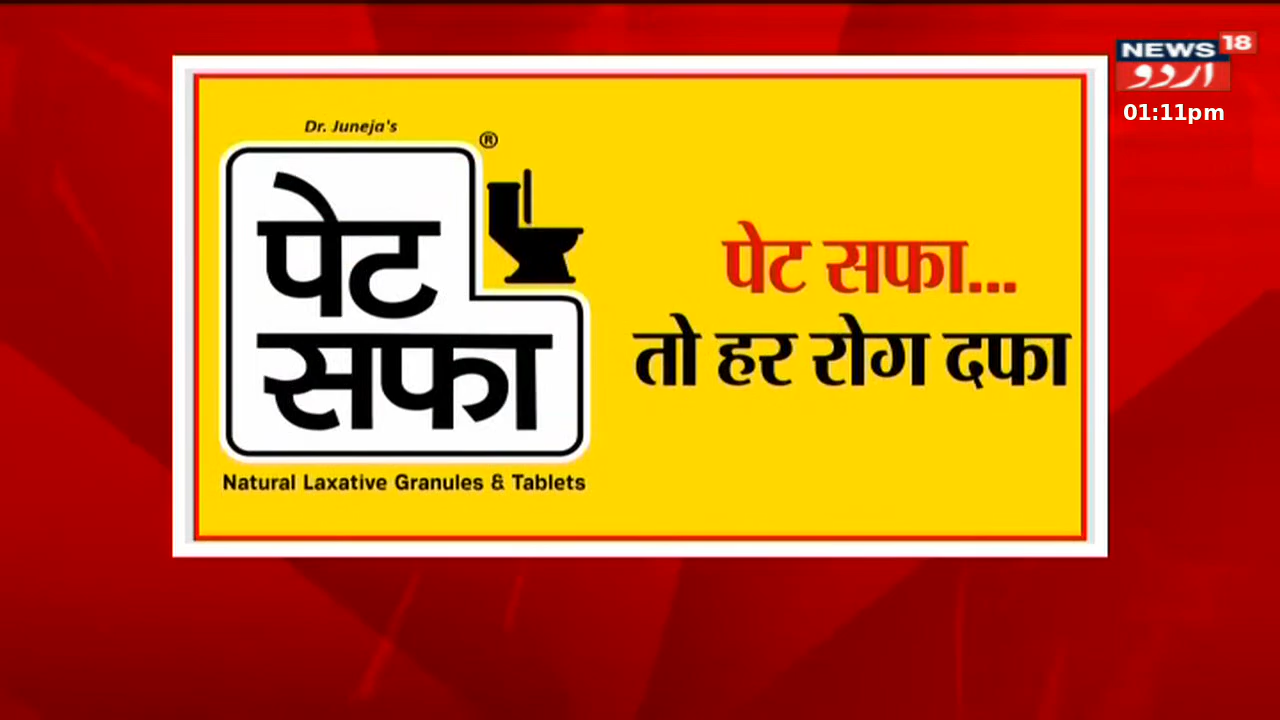 NEWS 18
اردو
01:11pm
Dr. Juneja's
®
पेट
सफा
Natural Laxative Granules & Tablets
पेट सफा...
तो हर रोग दफा